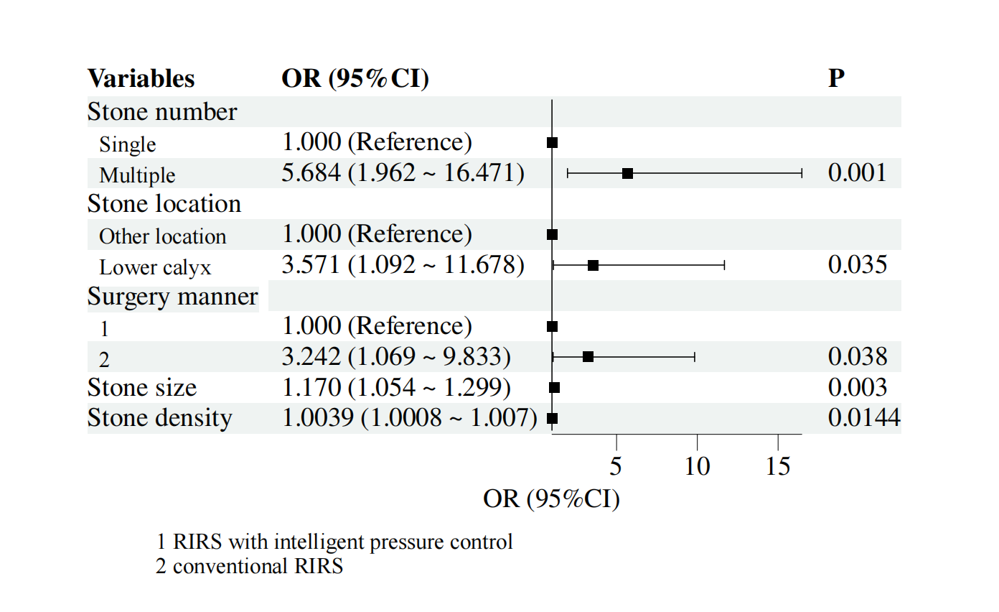 Variables OR (95%CI) P
Stone number
Single 1.000 (Reference)
Multiple 5.684 (1.962 ~ 16.471) 0.001
Stone location
Other location 1.000 (Reference)
Lower calyx 3.571 (1.092 ~ 11.678) 0.035
Surgery manner
1 1.000 (Reference)
2 3.242 (1.069 ~ 9.833) 0.038
Stone size 1.170 (1.054 ~ 1.299) 0.003
Stone density 1.0039 (1.0008 ~ 1.007) 0.0144
5 10 15
OR (95%CI)
1 RIRS with intelligent pressure control
2 conventional RIRS